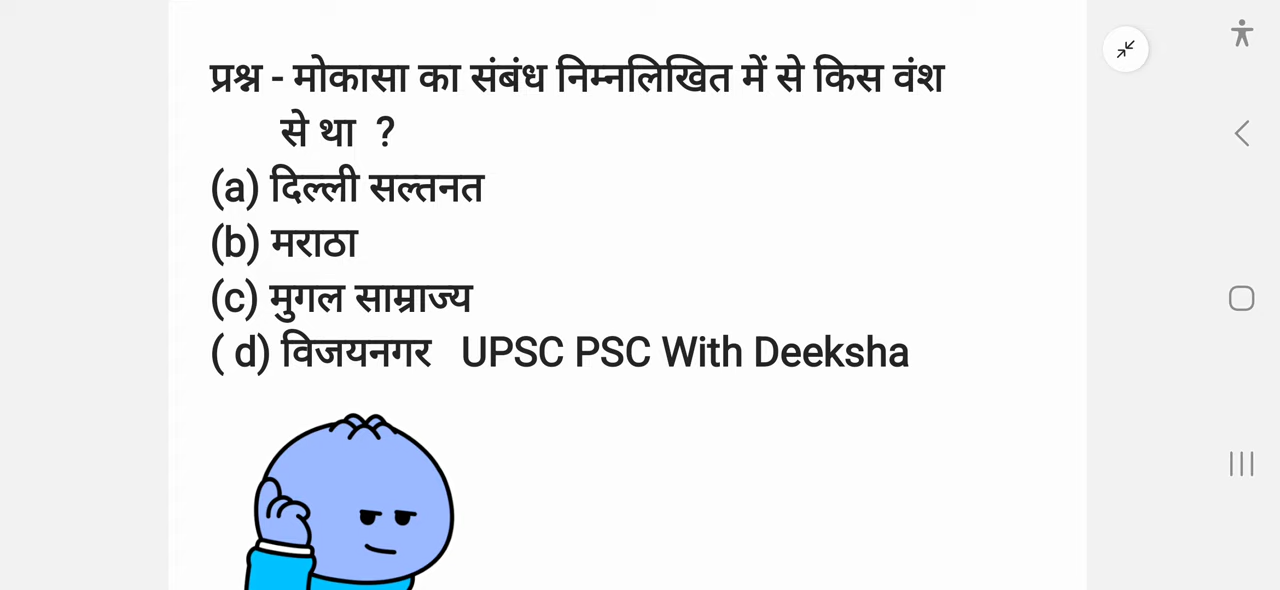 प्रश्न - मोकासा का संबंध निम्नलिखित में से किस वंश
से था ?
(a) दिल्ली सल्तनत
(b) मराठा
(c) मुगल साम्राज्य
( d) विजयनगर UPSC PSC With Deeksha